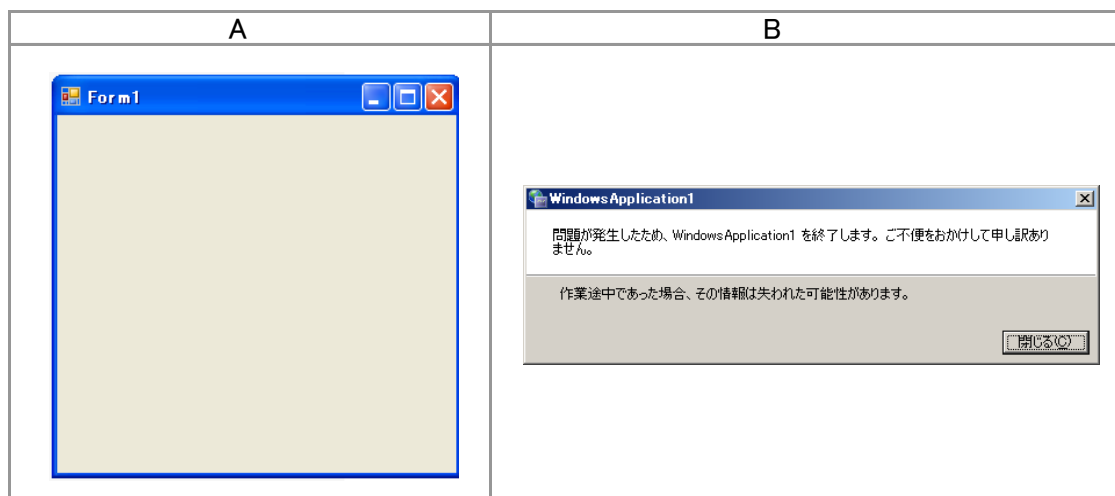 A
B
Form1
WindowsApplication1
問題が発生したため、WindowsApplication1 を終了します。ご不便をおかけして申し訳あり
ません。
作業途中であった場合、その情報は失われた可能性があります。
閉じる(C)